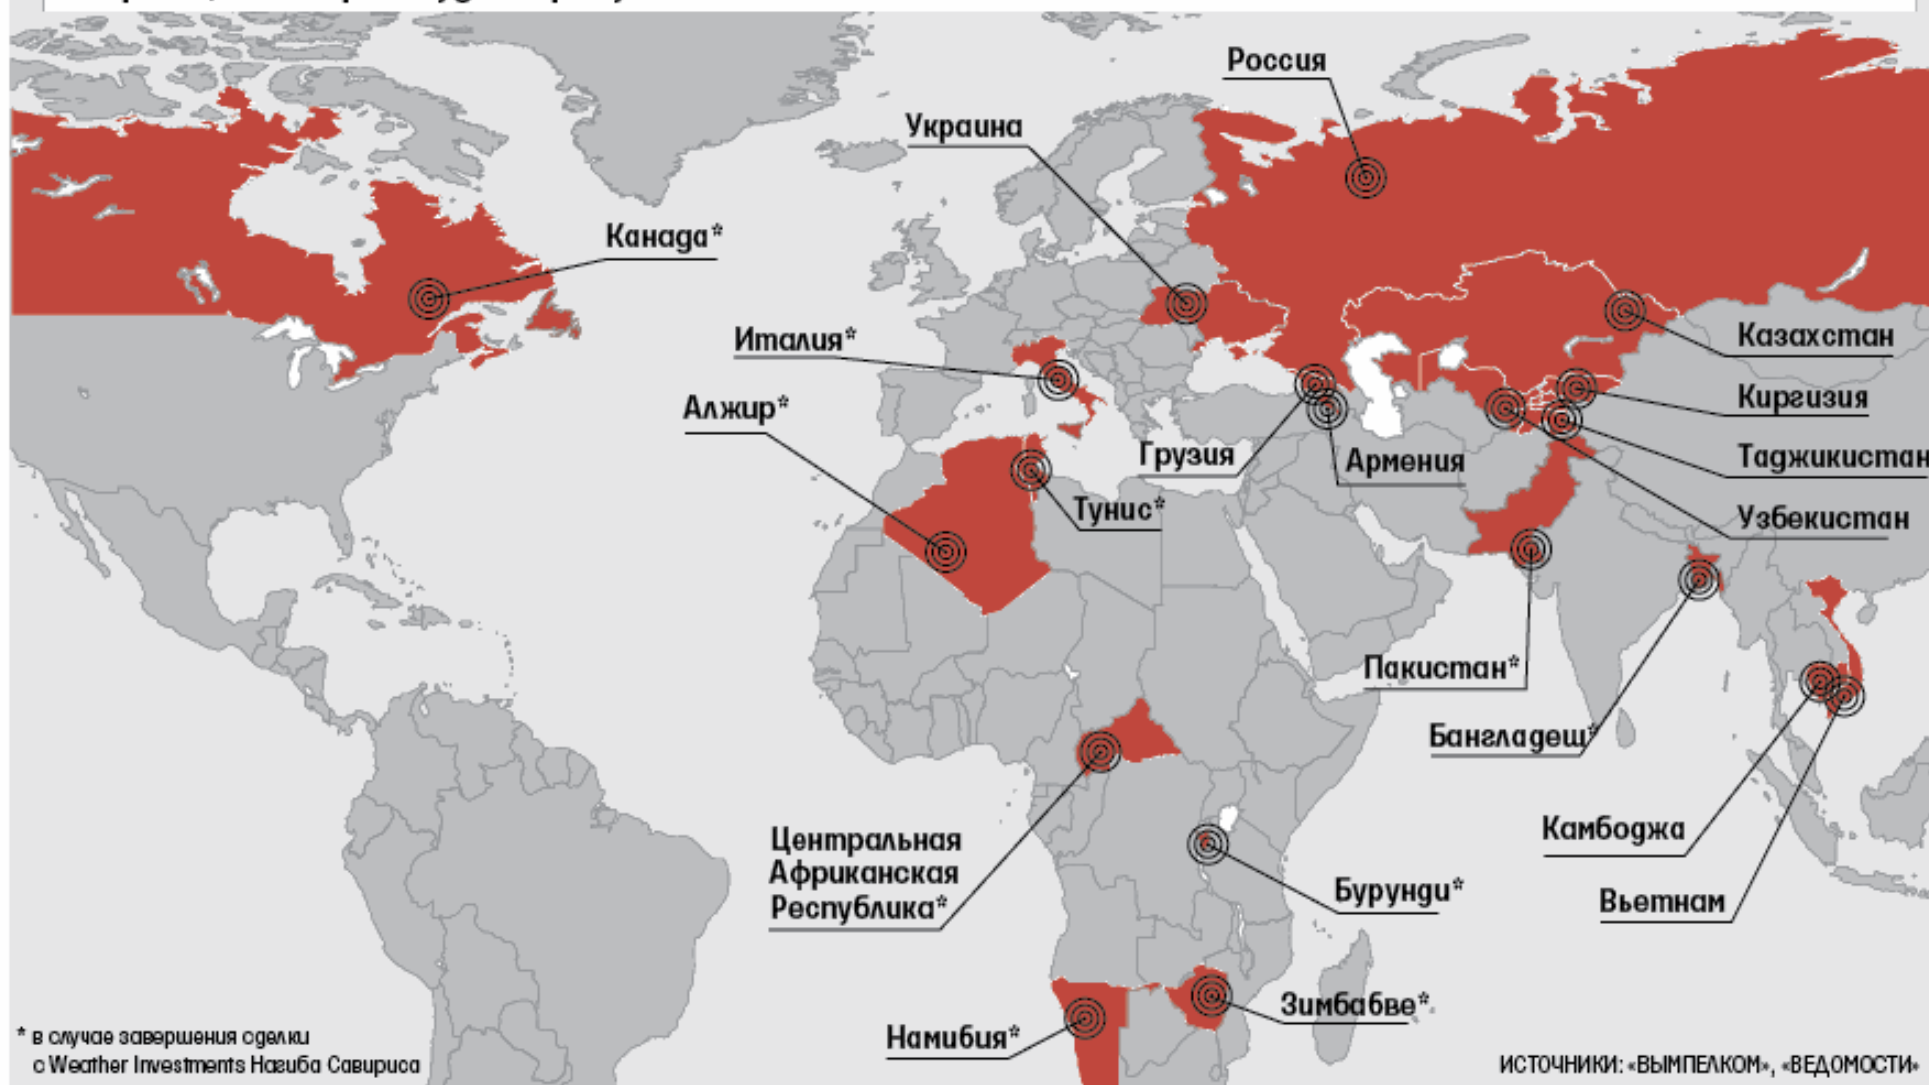 Россия
Украина
Канада*
Италия*
Казахстан
Киргизия
Алжир*
Грузия
Армения
Таджикистан
Тунис*
Узбекистан
Пакистан*
Бангладеш*
Камбоджа
Центральная
Африканская
Республика*
Бурунди*
Вьетнам
Зимбабве*
Намибия*
* в случае завершения сделки
с Weather Investments Нагиба Савириса
ИСТОЧНИКИ: «ВЫМПЕЛКОМ», «ВЕДОМОСТИ»